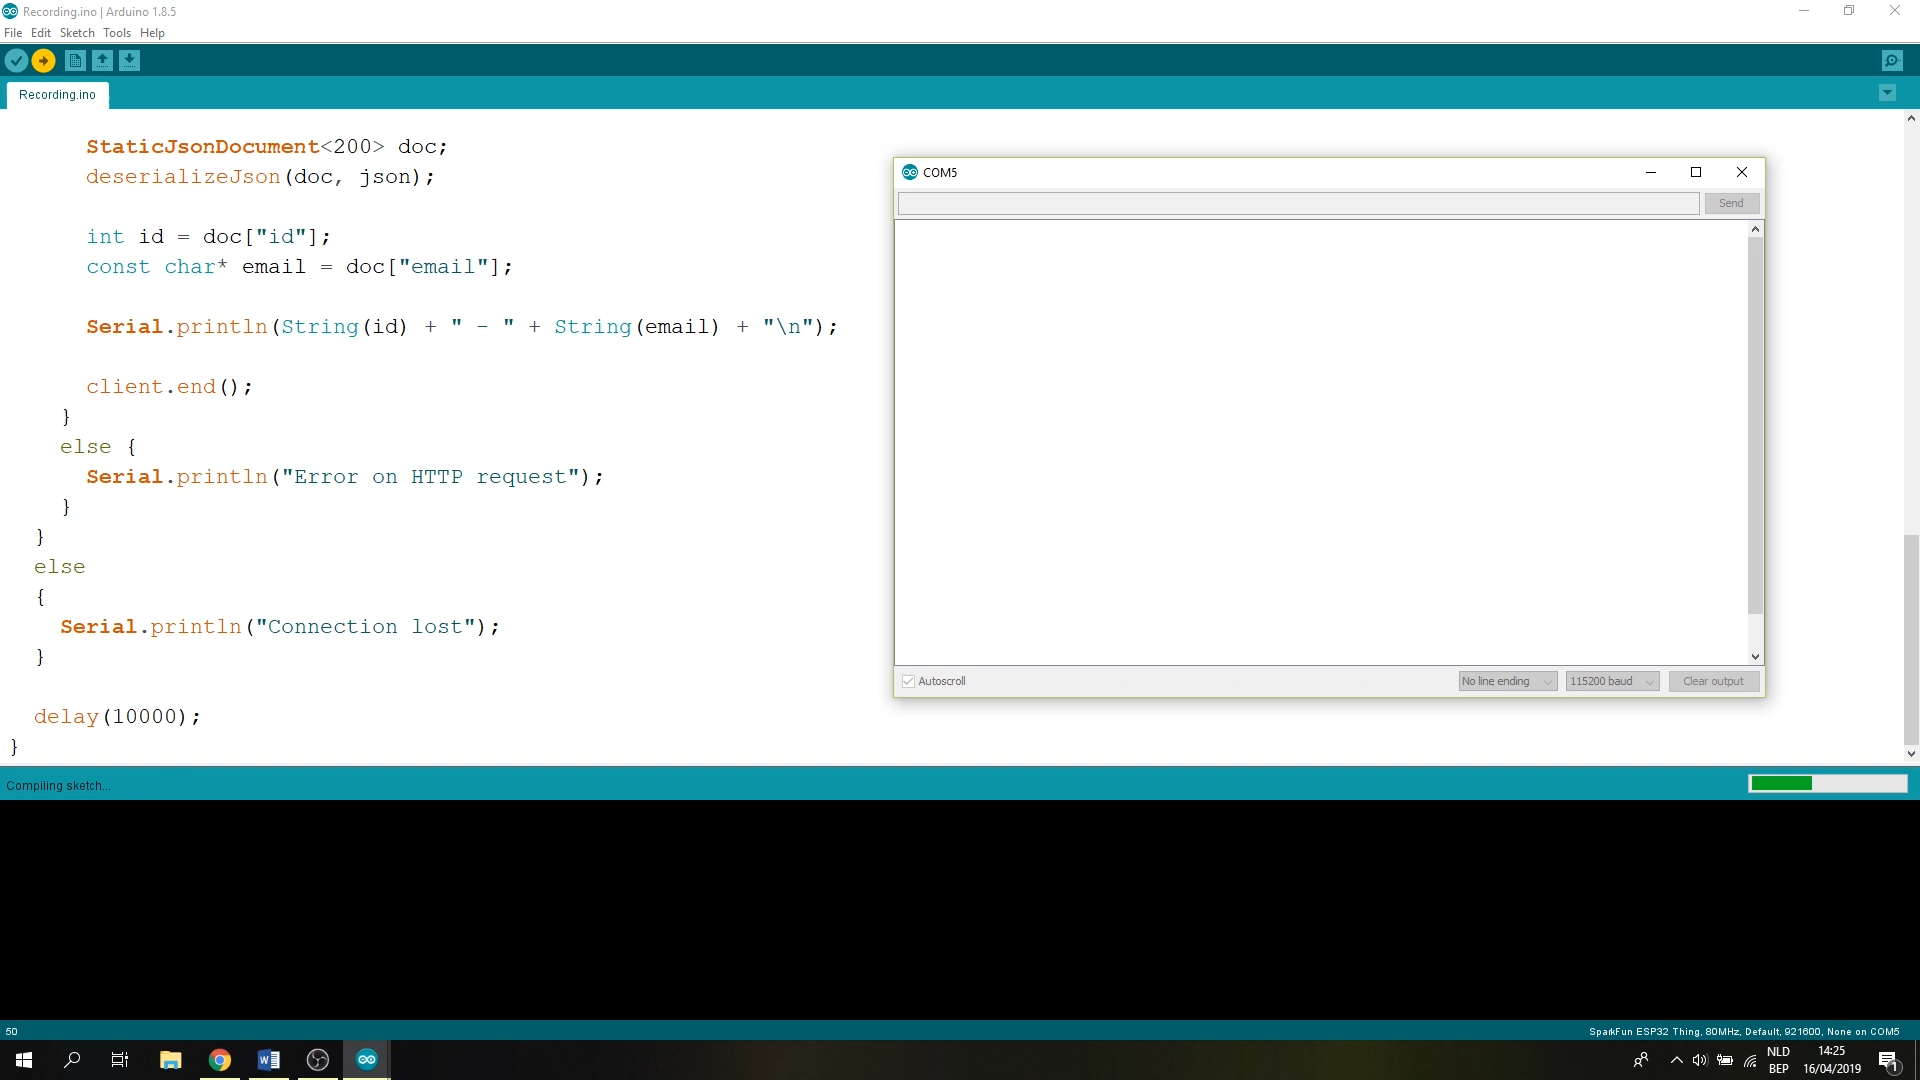 Recording.ino | Arduino 1.8.5
File Edit Sketch Tools Help
Recording.ino
StaticJsonDocument<200> doc;
deserializeJson(doc, json);
int id = doc["id"];
const char* email = doc["email"];
Serial.println(String(id) + " - " + String(email) + "\n");
client.end();
}
else {
Serial.println("Error on HTTP request");
}
}
else
{
Serial.println("Connection lost");
}
delay(10000);
}
COM5
Send
Autoscroll
No line ending
115200 baud
Clear output
Compiling sketch...
50
SparkFun ESP32 Thing, 80MHz, Default, 921600, None on COM5
NLD
BEP
14:25
16/04/2019
1